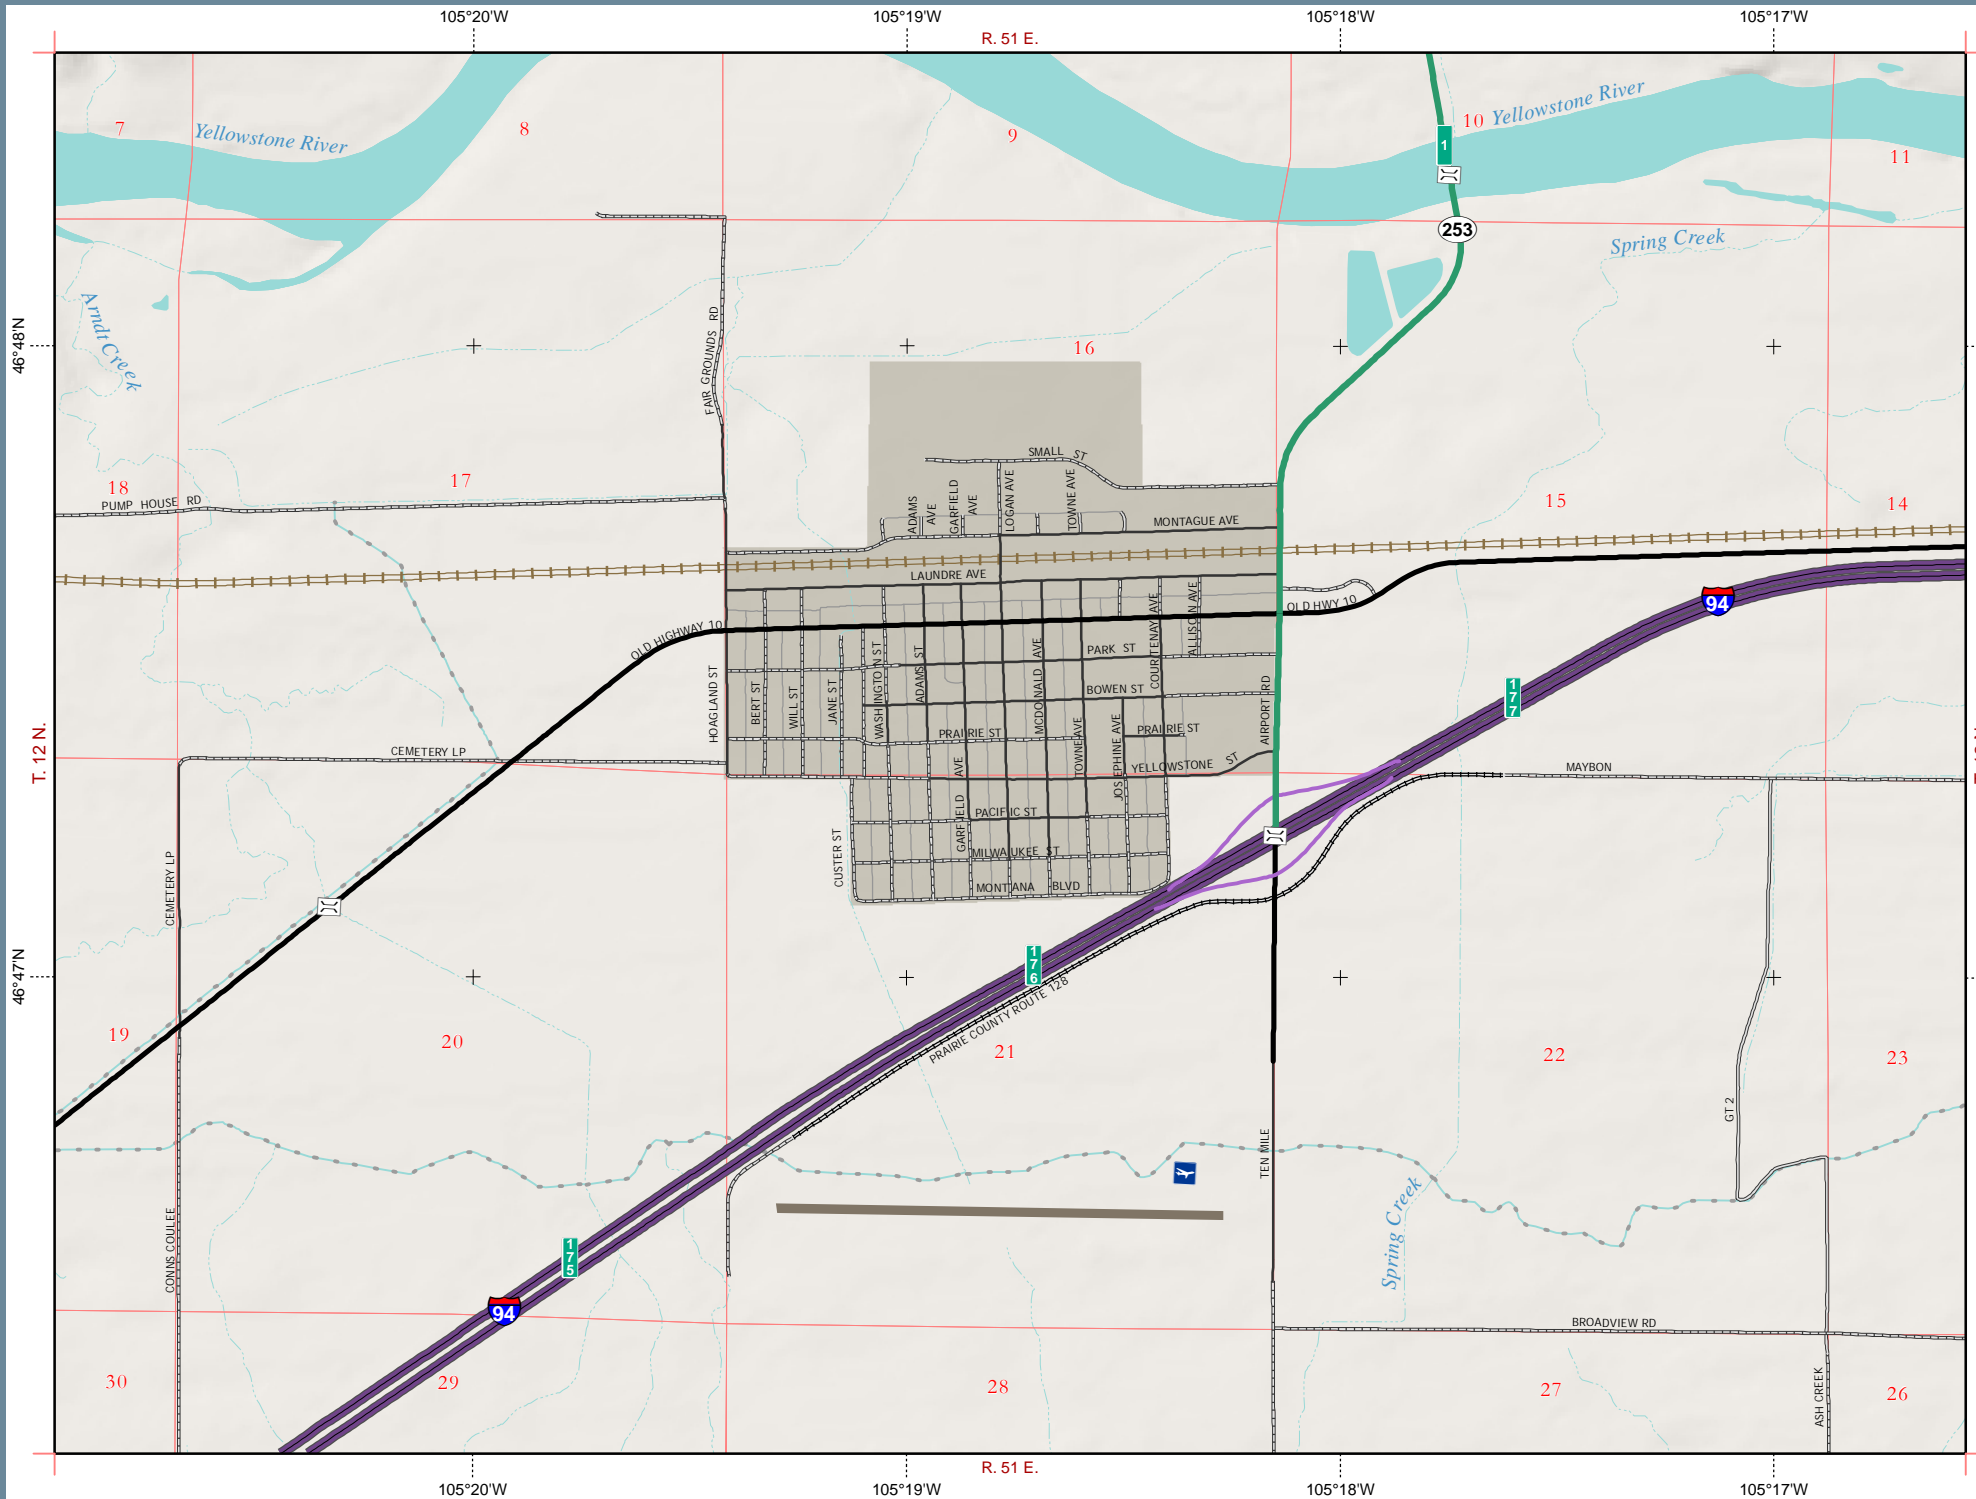 105°20'W
105°19'W
105°18'W
105°17'W
R. 51 E.
Yellowstone River
Yellowstone River
7
8
9
10
11
1
253
Spring Creek
Arndt Creek
46°48'N
FAIR GROUNDS RD
16
SMALL ST
18
17
15
14
PUMP HOUSE RD
ADAMS AVE
GARFIELD AVE
LOGAN AVE
TOWNE AVE
MONTAGUE AVE
LAUNDRE AVE
OLD HWY 10
94
OLD HIGHWAY 10
COURTENAY AVE
ALLISON AVE
PARK ST
HOAGLAND ST
BERT ST
WILL ST
JANE ST
WASHINGTON ST
ADAMS ST
MCDONALD AVE
BOWEN ST
AIRPORT RD
177
PRAIRIE ST
TOWNE AVE
JOSEPHINE AVE
PRAIRIE ST
T. 12 N.
CEMETERY LP
YELLOWSTONE ST
MAYBON
GARFIELD AVE
PACIFIC ST
CUSTER ST
MILWAUKEE ST
MONTANA BLVD
CEMETERY LP
46°47'N
176
PRAIRIE COUNTY ROUTE 128
19
20
21
22
23
GT 2
TEN MILE
Spring Creek
CONNS COULEE
175
94
BROADVIEW RD
30
29
28
27
26
ASH CREEK
R. 51 E.
105°20'W
105°19'W
105°18'W
105°17'W